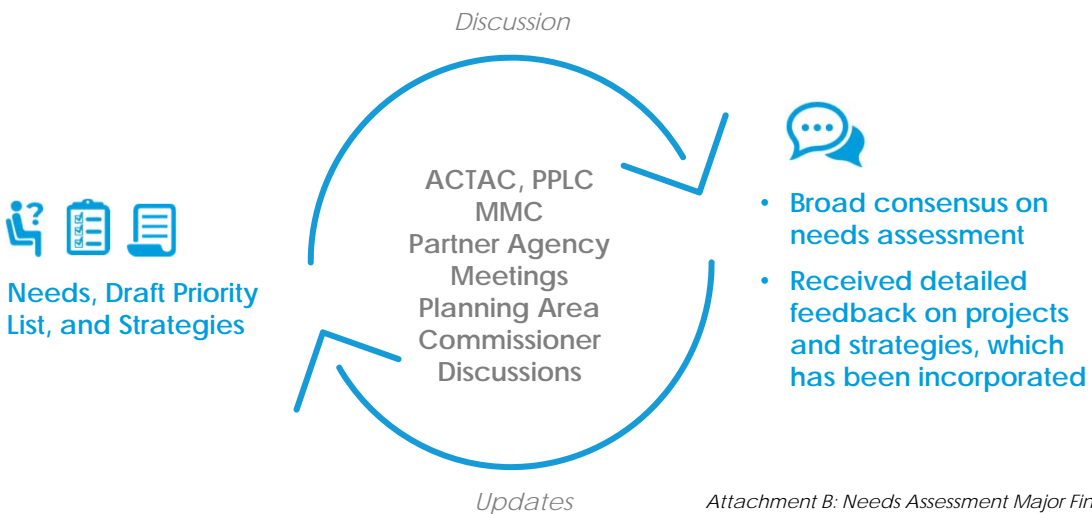 Discussion
Needs, Draft Priority
List, and Strategies
ACTAC, PPLC
MMC
Partner Agency
Meetings
Planning Area
Commissioner
Discussions
• Broad consensus on
needs assessment
• Received detailed
feedback on projects
and strategies, which
has been incorporated
Updates
Attachment B: Needs Assessment Major Fin